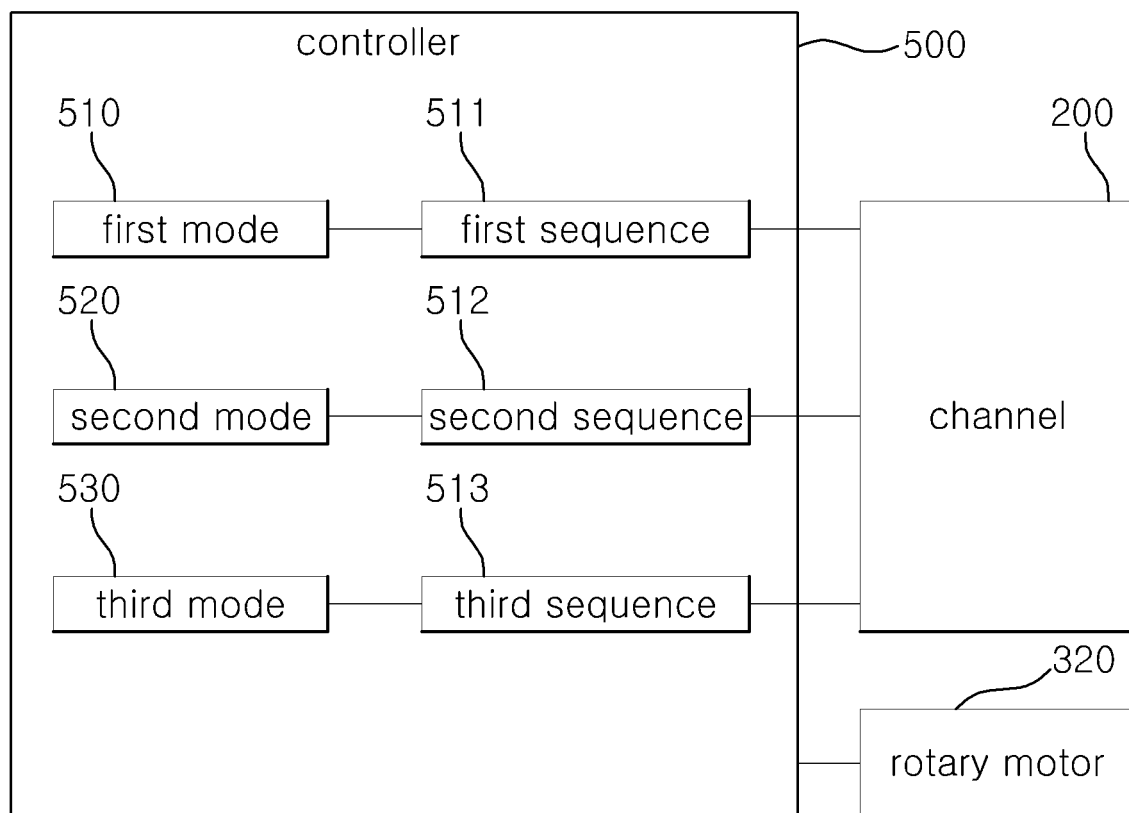 controller
500
510
511
200
first mode
first sequence
520
512
second mode
second sequence
channel
530
513
third mode
third sequence
320
rotary motor